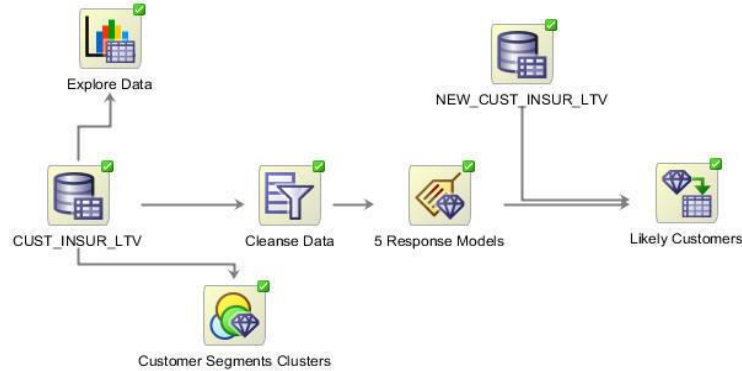 Explore Data
NEW_CUST_INSUR_LTV
CUST_INSUR_LTV
Cleanse Data
5 Response Models
Likely Customers
Customer Segments Clusters